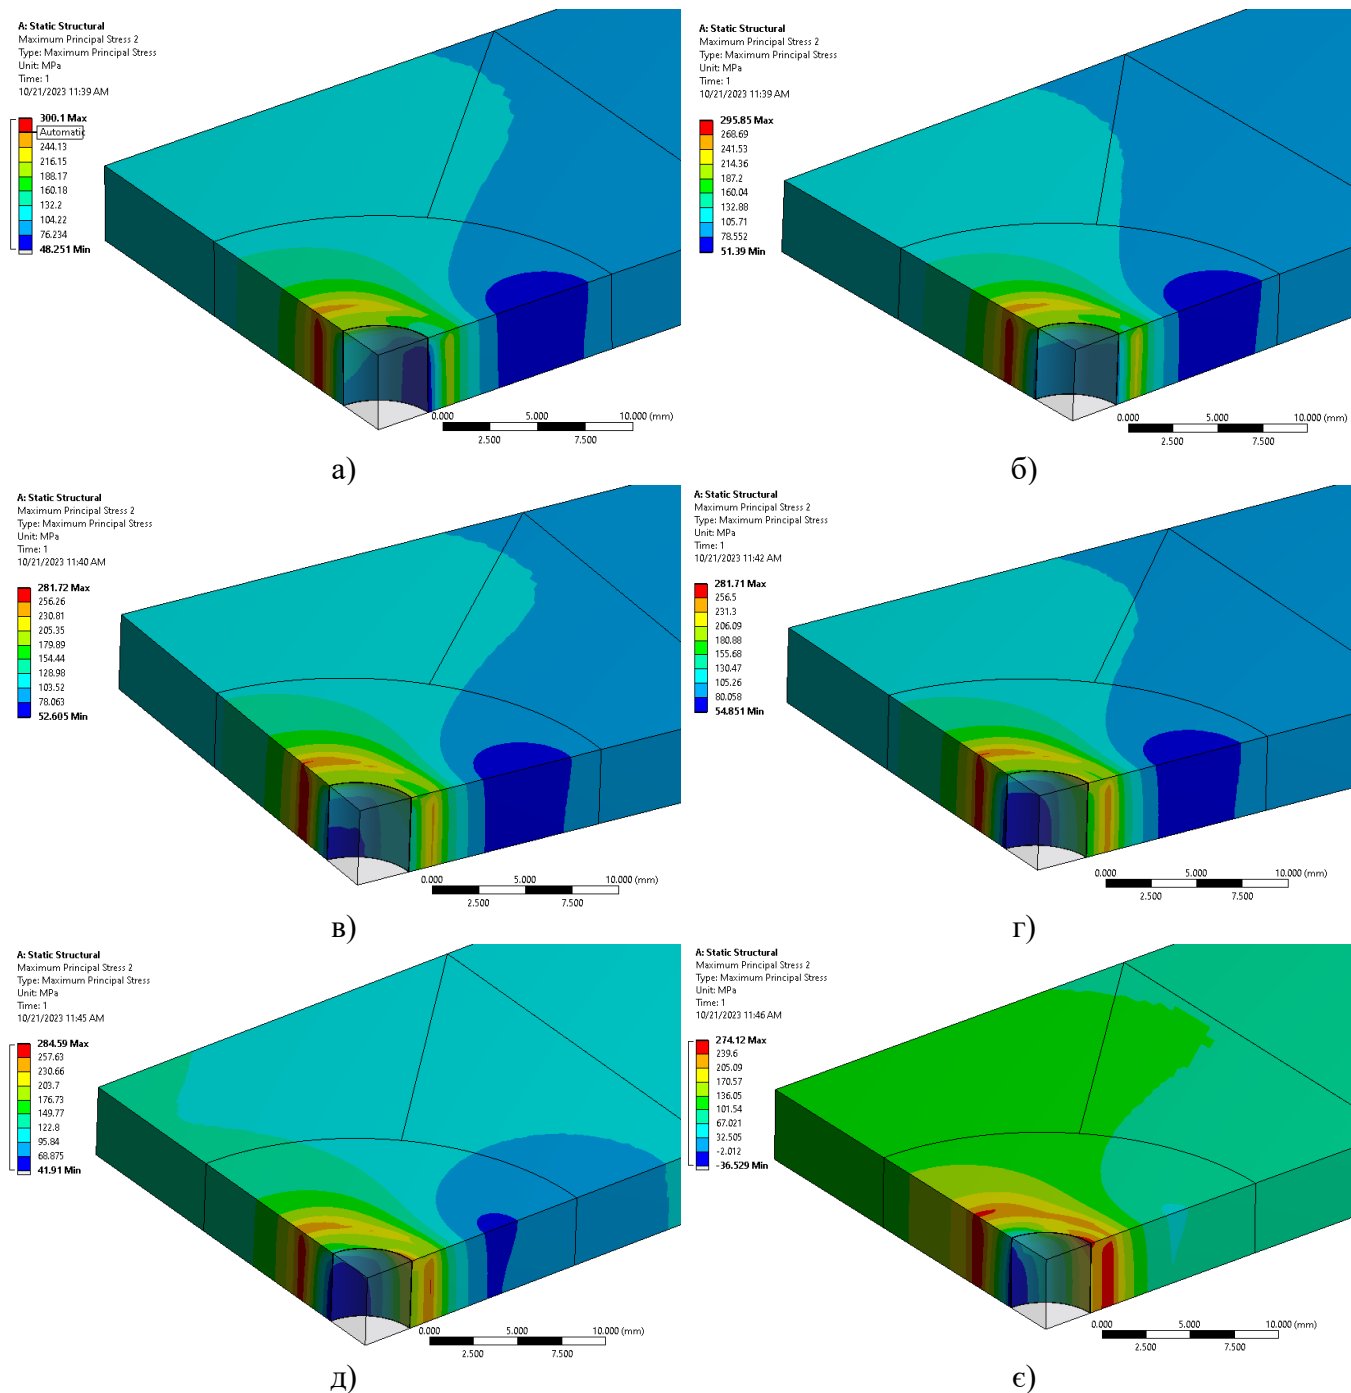 A: Static Structural
Maximum Principal Stress 2
Type: Maximum Principal Stress
Unit: MPa
Time: 1
10/21/2023 11:39 AM
300.1 Max
Automatic
244.13
216.15
188.17
160.18
132.2
104.22
76.234
48.251 Min
0.000 5.000 10.000 (mm)
2.500 7.500
а)
A: Static Structural
Maximum Principal Stress 2
Type: Maximum Principal Stress
Unit: MPa
Time: 1
10/21/2023 11:39 AM
295.85 Max
268.69
241.53
214.36
187.2
160.04
132.88
105.71
78.552
51.39 Min
0.000 5.000 10.000 (mm)
2.500 7.500
б)
A: Static Structural
Maximum Principal Stress 2
Type: Maximum Principal Stress
Unit: MPa
Time: 1
10/21/2023 11:40 AM
281.72 Max
256.26
230.81
205.35
179.89
154.44
128.98
103.52
78.063
52.605 Min
0.000 5.000 10.000 (mm)
2.500 7.500
в)
A: Static Structural
Maximum Principal Stress 2
Type: Maximum Principal Stress
Unit: MPa
Time: 1
10/21/2023 11:42 AM
281.71 Max
256.5
231.3
206.09
180.88
155.68
130.47
105.26
80.058
54.851 Min
0.000 5.000 10.000 (mm)
2.500 7.500
г)
A: Static Structural
Maximum Principal Stress 2
Type: Maximum Principal Stress
Unit: MPa
Time: 1
10/21/2023 11:45 AM
284.59 Max
257.63
230.66
203.7
176.73
149.77
122.8
95.84
68.875
41.91 Min
0.000 5.000 10.000 (mm)
2.500 7.500
д)
A: Static Structural
Maximum Principal Stress 2
Type: Maximum Principal Stress
Unit: MPa
Time: 1
10/21/2023 11:46 AM
274.12 Max
239.6
205.09
170.57
136.05
101.54
67.021
32.505
-2.012
-36.529 Min
0.000 5.000 10.000 (mm)
2.500 7.500
є)